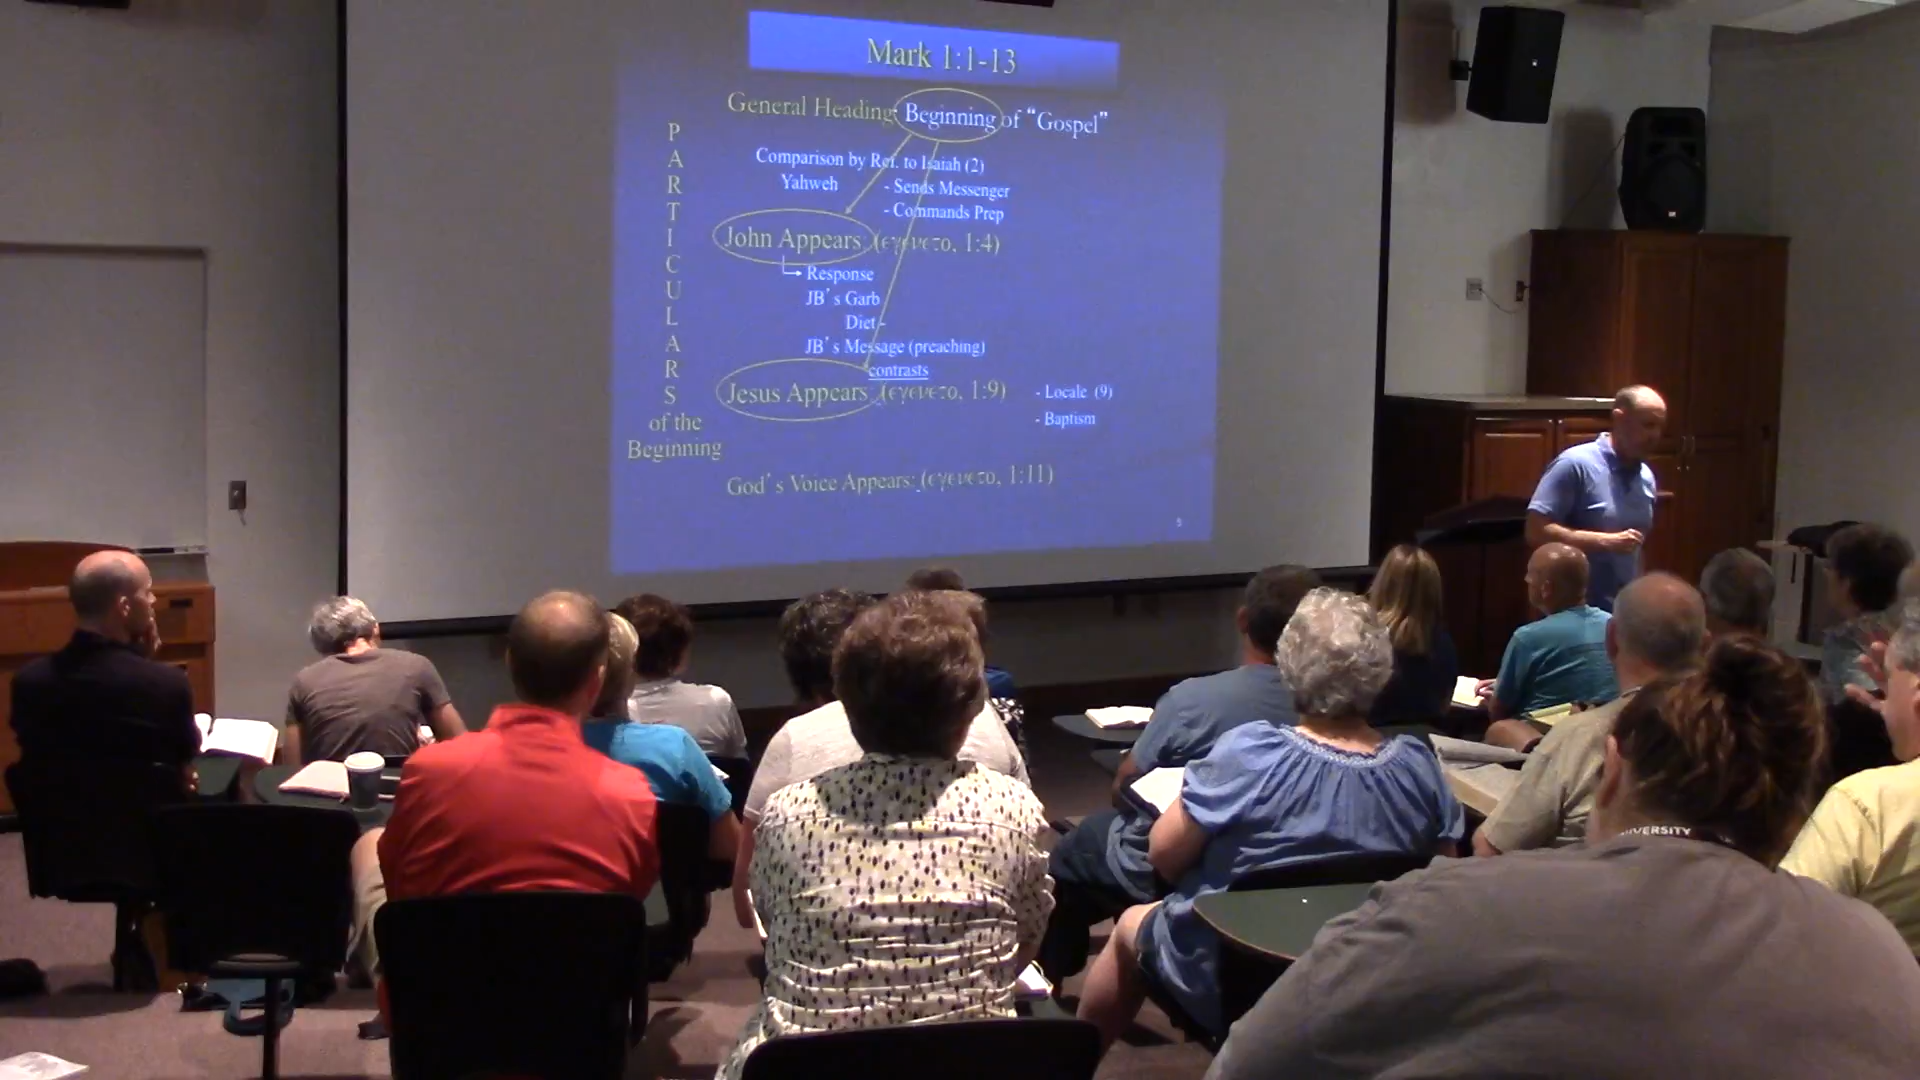 Mark 1:1-13
General Heading: Beginning of “Gospel”
PARTICULARS
of the
Beginning
Comparison by Ref. to Isaiah (2)
Yahweh - Sends Messenger
- Commands Prep
John Appears: (εγενετο, 1:4)
Response
JB’s Garb
Diet-
JB’s Message (preaching)
contrasts
Jesus Appears: (εγενετο, 1:9) - Locale (9)
- Baptism
God’s Voice Appears: (εγενετο, 1:11)
5